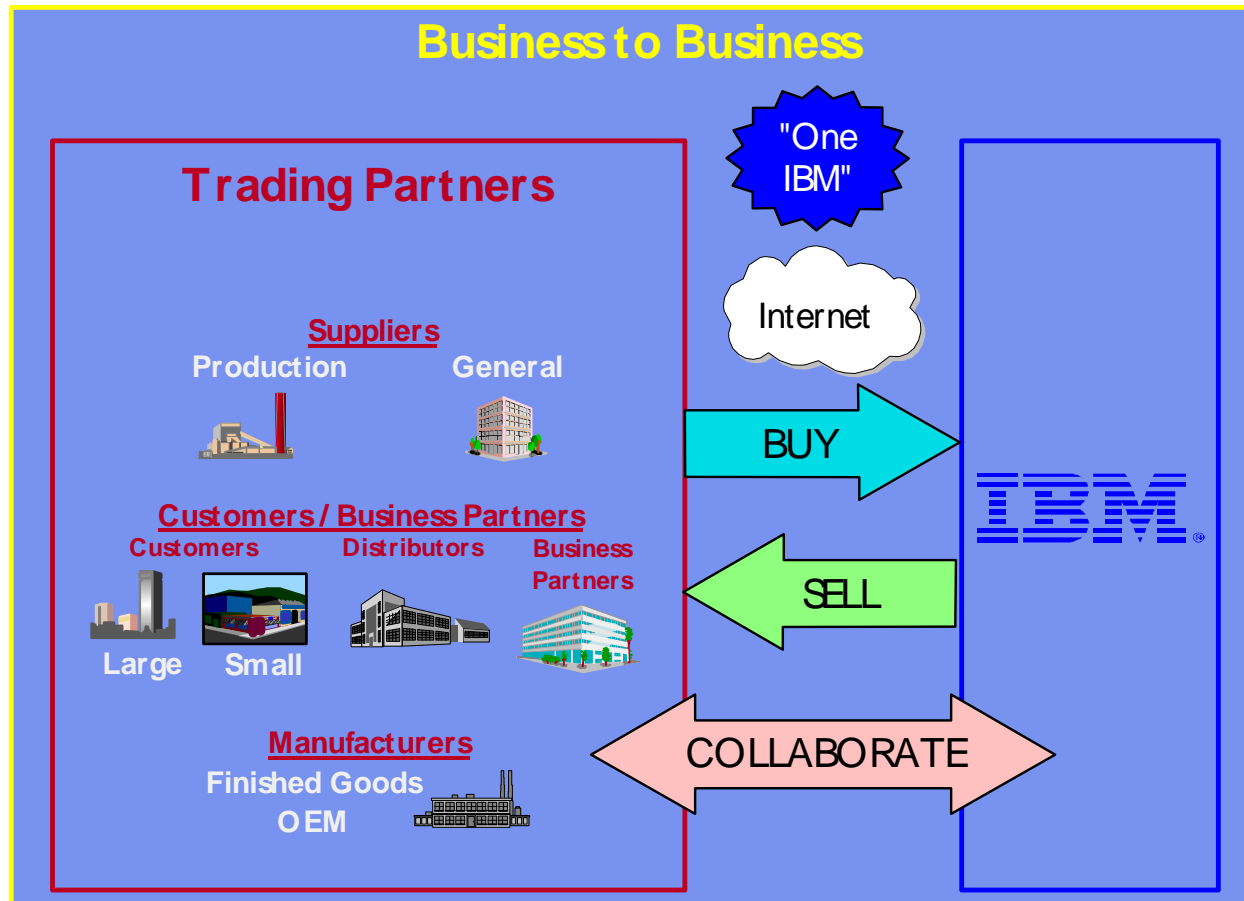 Business to Business
"One
IBM"
Trading Partners
Internet
Suppliers
Production General
BUY
IBM®
Customers / Business Partners
Customers Distributors Business
Partners
SELL
Large Small
Manufacturers
COLLABORATE
Finished Goods
OEM